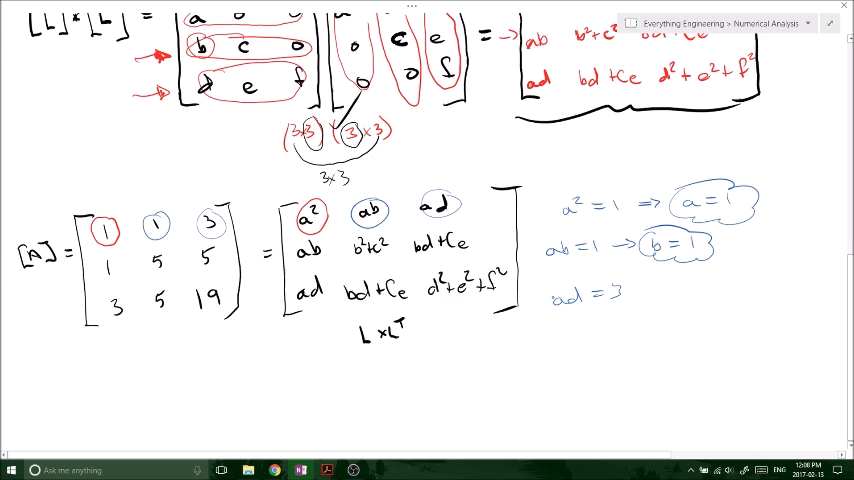 Everything Engineering > Numerical Analysis
[L] * [L] =
a o o
b c o
d e f
o c e
o o f
=
ab b²+c² bd+ce
ad bd+Ce d²+e²+f²
(3×3) (3×3)
3×3
[A] =
1 1 3
1 5 5
3 5 19
=
a² ab ad
ab b²+c² bd+Ce
ad bd+Ce d²+e²+f²
L×Lᵀ
a² = 1 ⇒ a = 1
ab = 1 → b = 1
ad = 3
Ask me anything
ENG
12:08 PM
2017-02-13